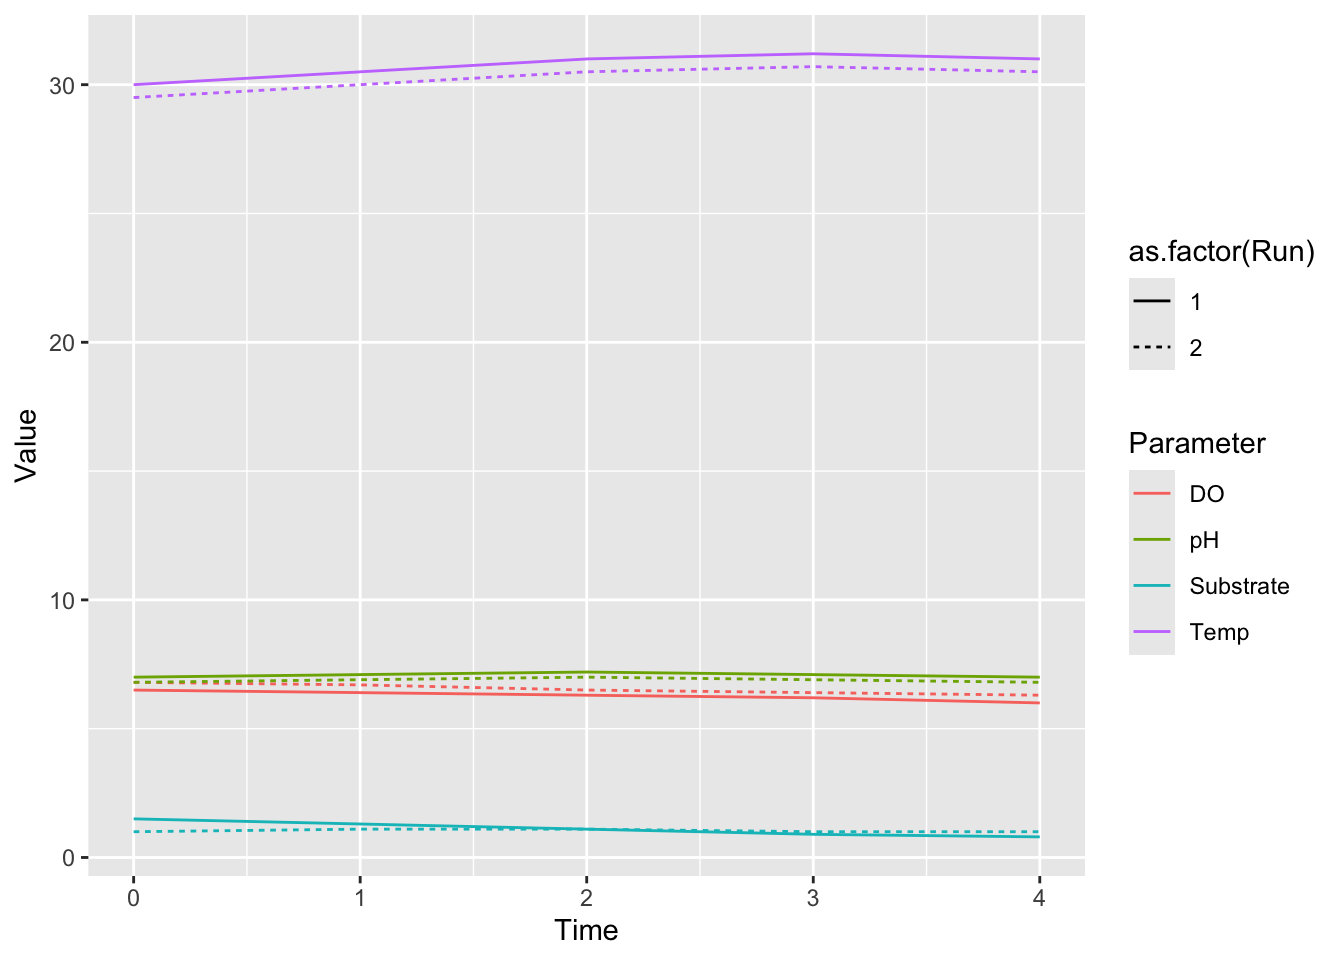 30
20
10
0
Value
0 1 2 3 4
Time
as.factor(Run)
1
2
Parameter
DO
pH
Substrate
Temp